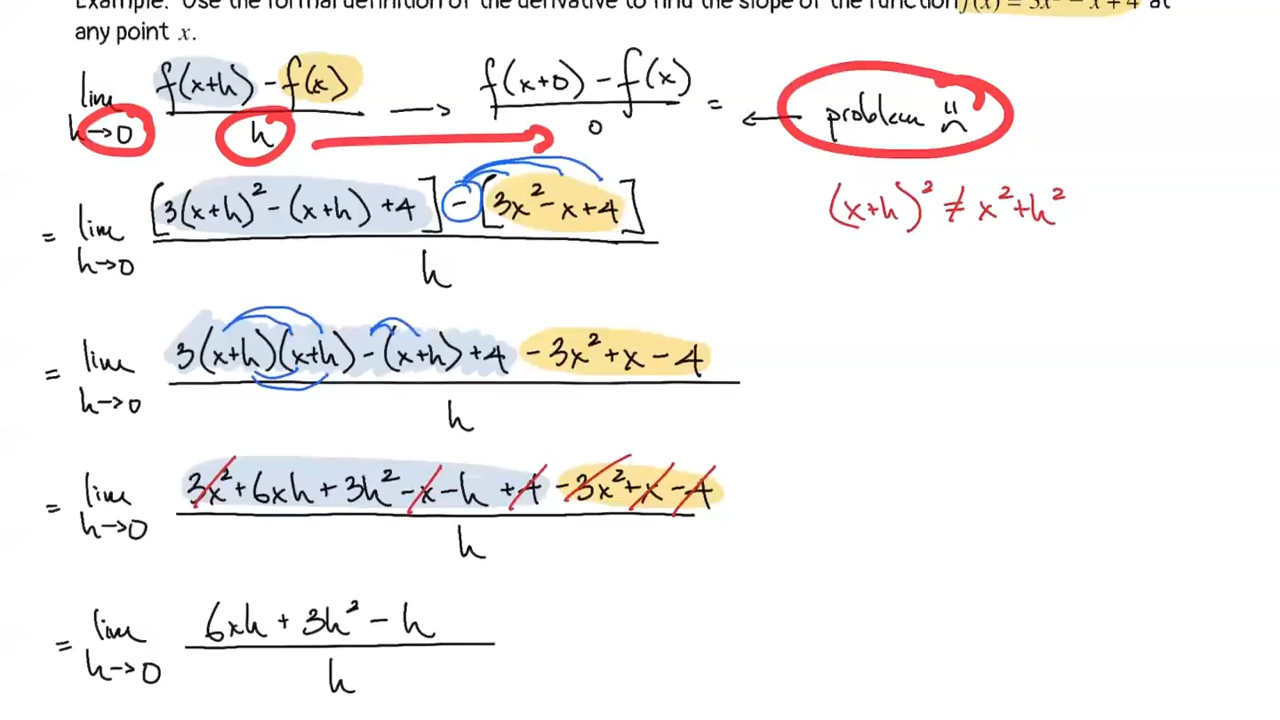 Example: Use the formal definition of the derivative to find the slope of the function f(x) = 3x² − x + 4 at
any point x.
lim h→0 (f(x+h) − f(x)) / h → (f(x+0) − f(x)) / 0 = ← problem
(x+h)² ≠ x²+h²
= lim h→0 ([3(x+h)² − (x+h) + 4] − [3x² − x + 4]) / h
= lim h→0 (3(x+h)(x+h) − (x+h) + 4 − 3x² + x − 4) / h
= lim h→0 (3x² + 6xh + 3h² − x − h + 4 − 3x² + x − 4) / h
= lim h→0 (6xh + 3h² − h) / h